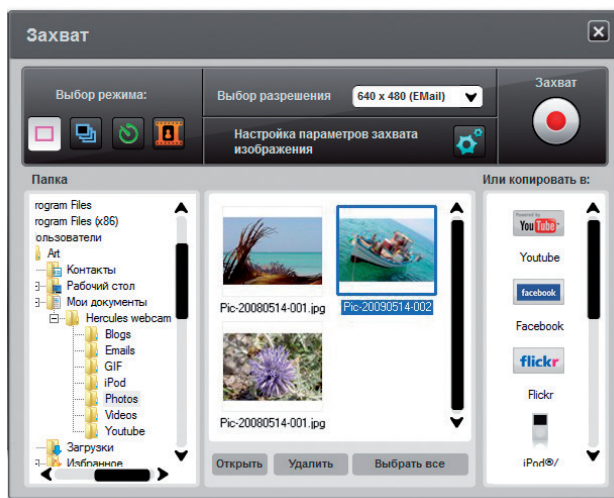 Захват
Выбор режима:
Выбор разрешения
640 x 480 (EMail)
Захват
Настройка параметров захвата
изображения
Папка
Или копировать в:
rogram Files
rogram Files (x86)
ользователи
Art
Контакты
Рабочий стол
Мои документы
Hercules webcam
Blogs
Emails
GIF
iPod
Photos
Videos
Youtube
Загрузки
Избранное
Pic-20080514-001.jpg
Pic-20090514-002
Pic-20080514-001.jpg
Открыть
Удалить
Выбрать все
Powered by
YouTube
Youtube
facebook
Facebook
flickr
Flickr
iPod®/